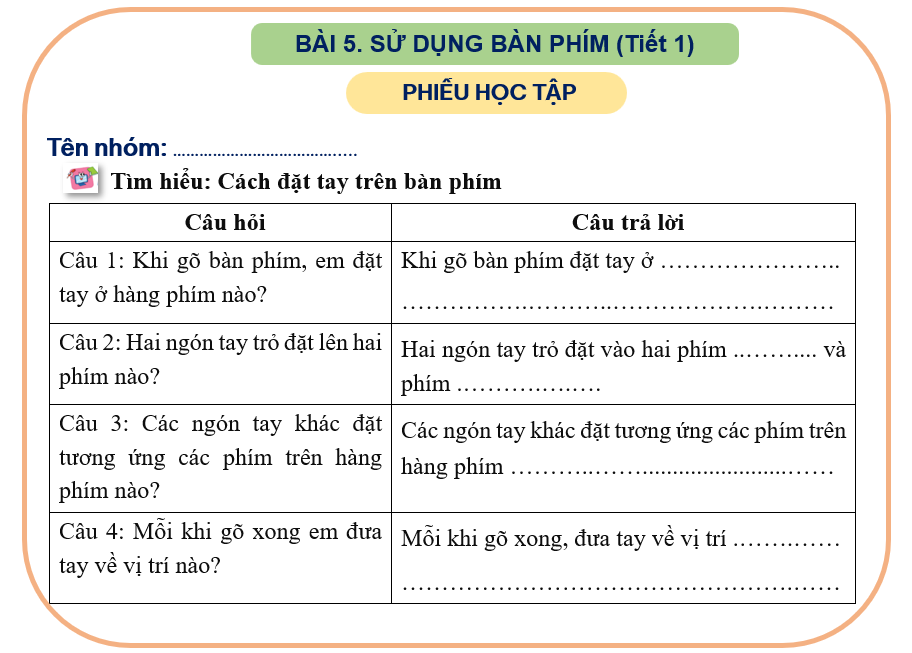 BÀI 5. SỬ DỤNG BÀN PHÍM (Tiết 1)
PHIẾU HỌC TẬP
Tên nhóm: ……………………………......
Tìm hiểu: Cách đặt tay trên bàn phím
Câu hỏi
Câu trả lời
Câu 1: Khi gõ bàn phím, em đặt
tay ở hàng phím nào?
Khi gõ bàn phím đặt tay ở …………………..
…………….………..……………….………
Câu 2: Hai ngón tay trỏ đặt lên hai
phím nào?
Hai ngón tay trỏ đặt vào hai phím ..…….... và
phím .……….….….
Câu 3: Các ngón tay khác đặt
tương ứng các phím trên hàng
phím nào?
Các ngón tay khác đặt tương ứng các phím trên
hàng phím ………..…….........................……
Câu 4: Mỗi khi gõ xong em đưa
tay về vị trí nào?
Mỗi khi gõ xong, đưa tay về vị trí .…….……
………………………………………….……